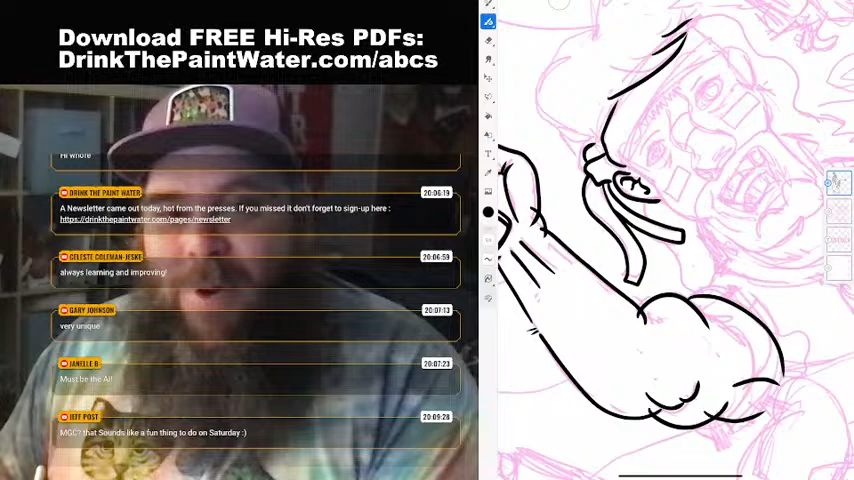 Download FREE Hi-Res PDFs:
DrinkThePaintWater.com/abcs
Hi whore
DRINK THE PAINT WATER
20:06:19
A Newsletter came out today, hot from the presses. If you missed it don't forget to sign-up here :
https://drinkthepaintwater.com/pages/newsletter
CELESTE COLEMAN-JESKE
20:06:59
always learning and improving!
GARY JOHNSON
20:07:13
very unique
JANELLE B
20:07:23
Must be the AI!
JEFF POST
20:09:28
MGC? that Sounds like a fun thing to do on Saturday :)